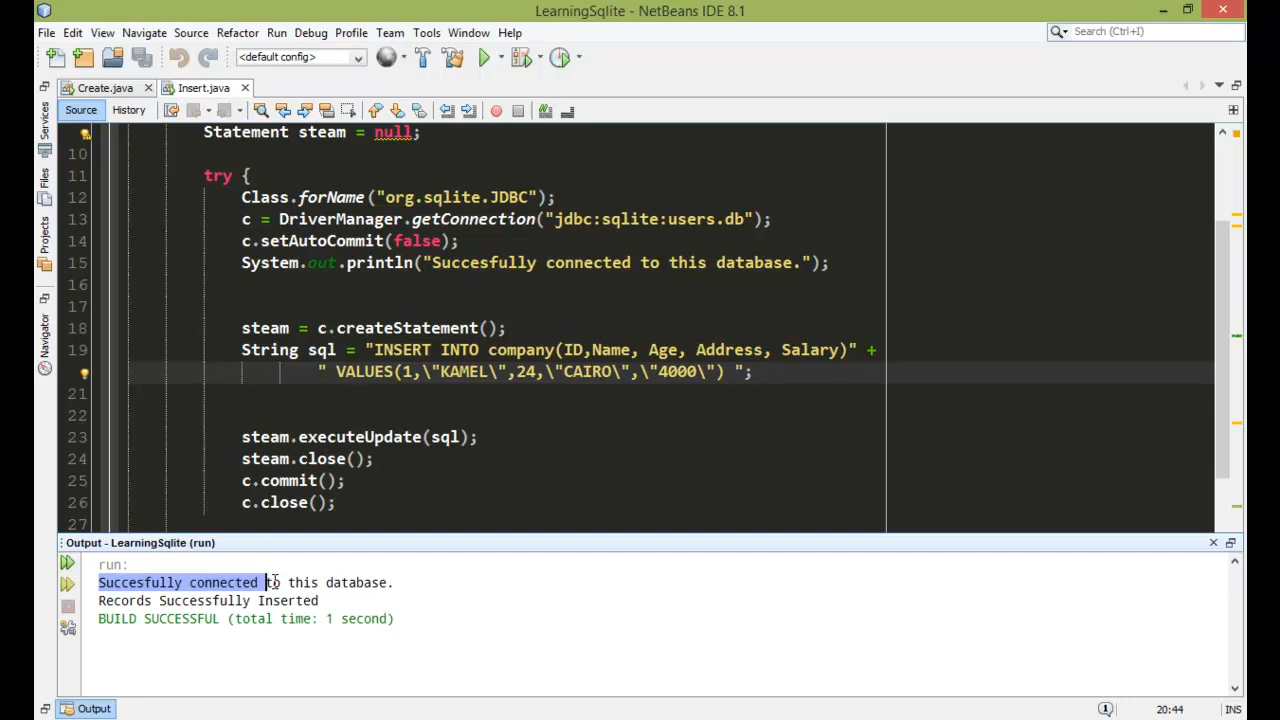 LearningSqlite - NetBeans IDE 8.1
File Edit View Navigate Source Refactor Run Debug Profile Team Tools Window Help
Search (Ctrl+I)
<default config>
Create.java Insert.java
Source History
Services
Files
Projects
Navigator
Statement steam = null;
10
11 try {
12 Class.forName("org.sqlite.JDBC");
13 c = DriverManager.getConnection("jdbc:sqlite:users.db");
14 c.setAutoCommit(false);
15 System.out.println("Succesfully connected to this database.");
16
17
18 steam = c.createStatement();
19 String sql = "INSERT INTO company(ID,Name, Age, Address, Salary)" +
" VALUES(1,\"KAMEL\",24,\"CAIRO\",\"4000\") ";
21
22
23 steam.executeUpdate(sql);
24 steam.close();
25 c.commit();
26 c.close();
27
Output - LearningSqlite (run)
run:
Succesfully connected to this database.
Records Successfully Inserted
BUILD SUCCESSFUL (total time: 1 second)
Output
20:44 INS